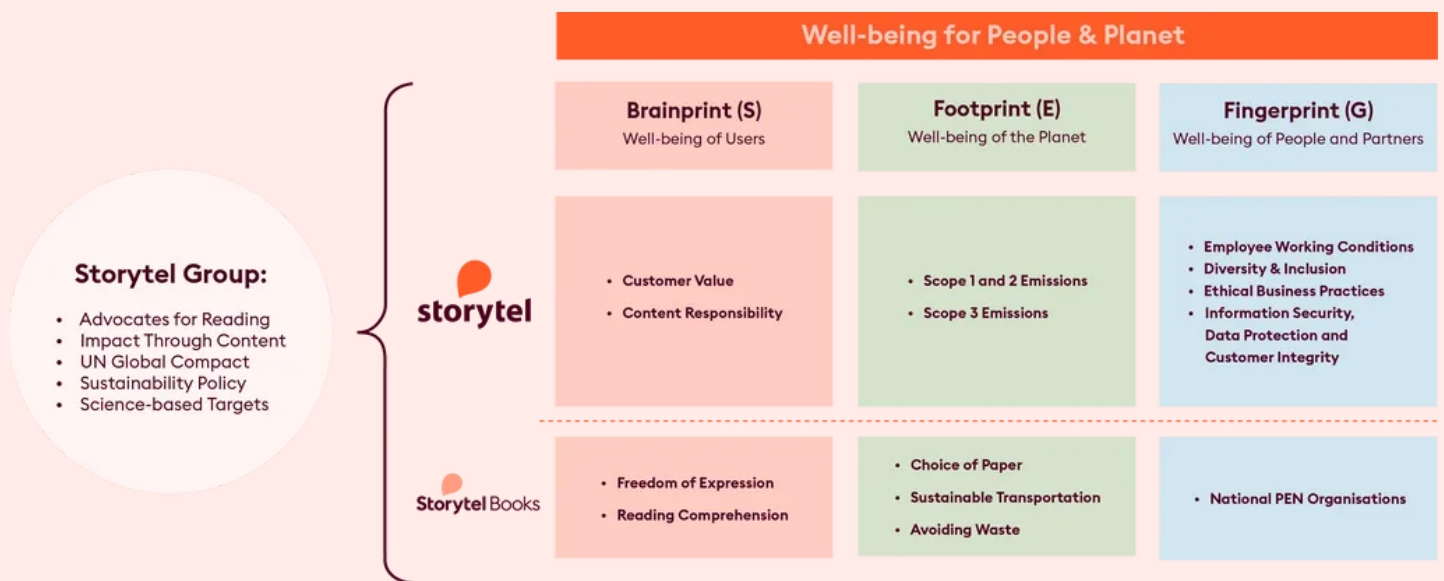 Well-being for People & Planet
Brainprint (S)
Well-being of Users
Footprint (E)
Well-being of the Planet
Fingerprint (G)
Well-being of People and Partners
Storytel Group:
• Advocates for Reading
• Impact Through Content
• UN Global Compact
• Sustainability Policy
• Science-based Targets
storytel
• Customer Value
• Content Responsibility
• Scope 1 and 2 Emissions
• Scope 3 Emissions
• Employee Working Conditions
• Diversity & Inclusion
• Ethical Business Practices
• Information Security,
Data Protection and
Customer Integrity
Storytel Books
• Freedom of Expression
• Reading Comprehension
• Choice of Paper
• Sustainable Transportation
• Avoiding Waste
• National PEN Organisations